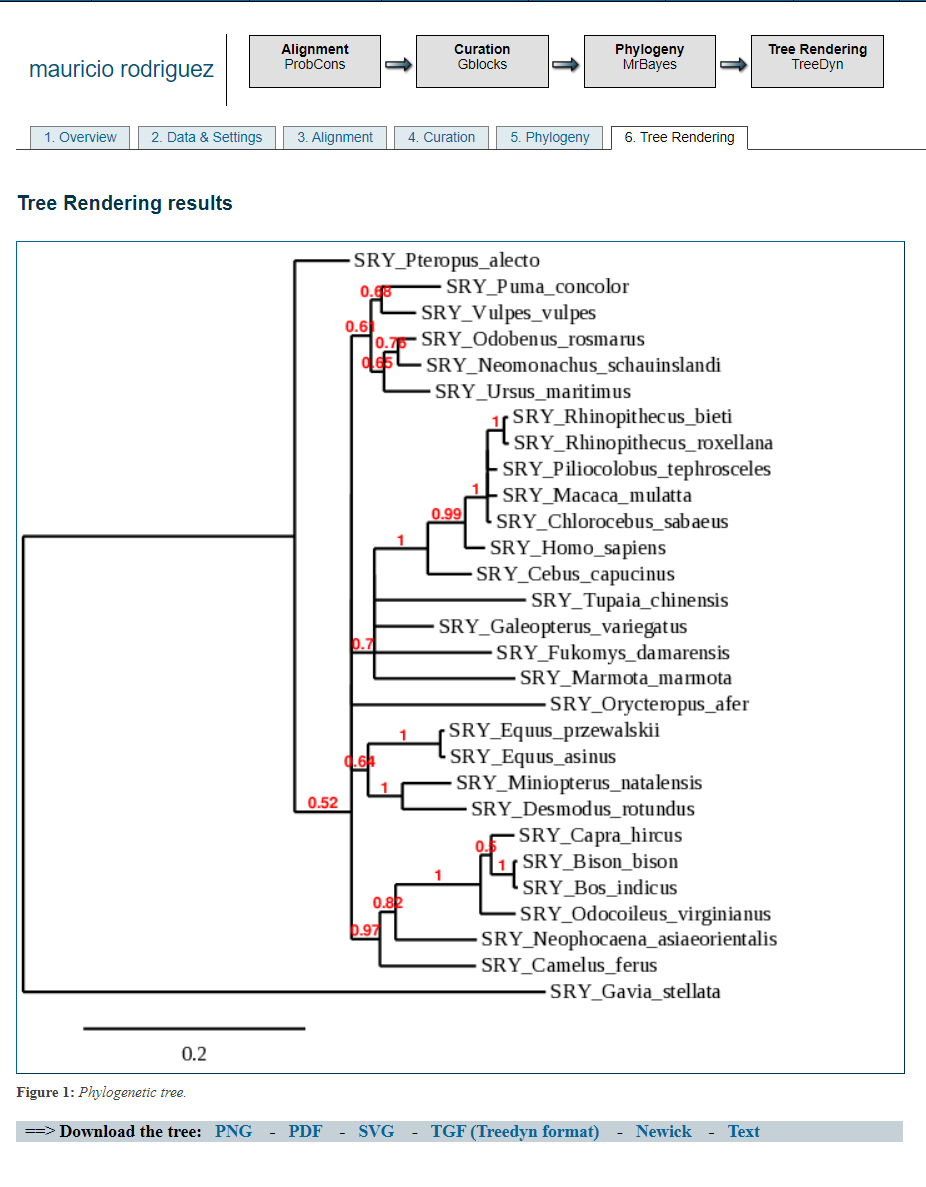 mauricio rodriguez
Alignment
ProbCons
Curation
Gblocks
Phylogeny
MrBayes
Tree Rendering
TreeDyn
1. Overview
2. Data & Settings
3. Alignment
4. Curation
5. Phylogeny
6. Tree Rendering
Tree Rendering results
SRY_Pteropus_alecto
SRY_Puma_concolor
0.68
SRY_Vulpes_vulpes
0.61
SRY_Odobenus_rosmarus
0.76
SRY_Neomonachus_schauinslandi
0.65
SRY_Ursus_maritimus
SRY_Rhinopithecus_bieti
1
SRY_Rhinopithecus_roxellana
SRY_Piliocolobus_tephrosceles
1
SRY_Macaca_mulatta
0.99
SRY_Chlorocebus_sabaeus
1
SRY_Homo_sapiens
SRY_Cebus_capucinus
SRY_Tupaia_chinensis
SRY_Galeopterus_variegatus
0.7
SRY_Fukomys_damarensis
SRY_Marmota_marmota
SRY_Orycteropus_afer
SRY_Equus_przewalskii
1
SRY_Equus_asinus
0.64
SRY_Miniopterus_natalensis
1
0.52
SRY_Desmodus_rotundus
SRY_Capra_hircus
0.5
SRY_Bison_bison
1
1
SRY_Bos_indicus
0.82
SRY_Odocoileus_virginianus
0.97
SRY_Neophocaena_asiaeorientalis
SRY_Camelus_ferus
SRY_Gavia_stellata
0.2
Figure 1: Phylogenetic tree.
==> Download the tree: PNG - PDF - SVG - TGF (Treedyn format) - Newick - Text